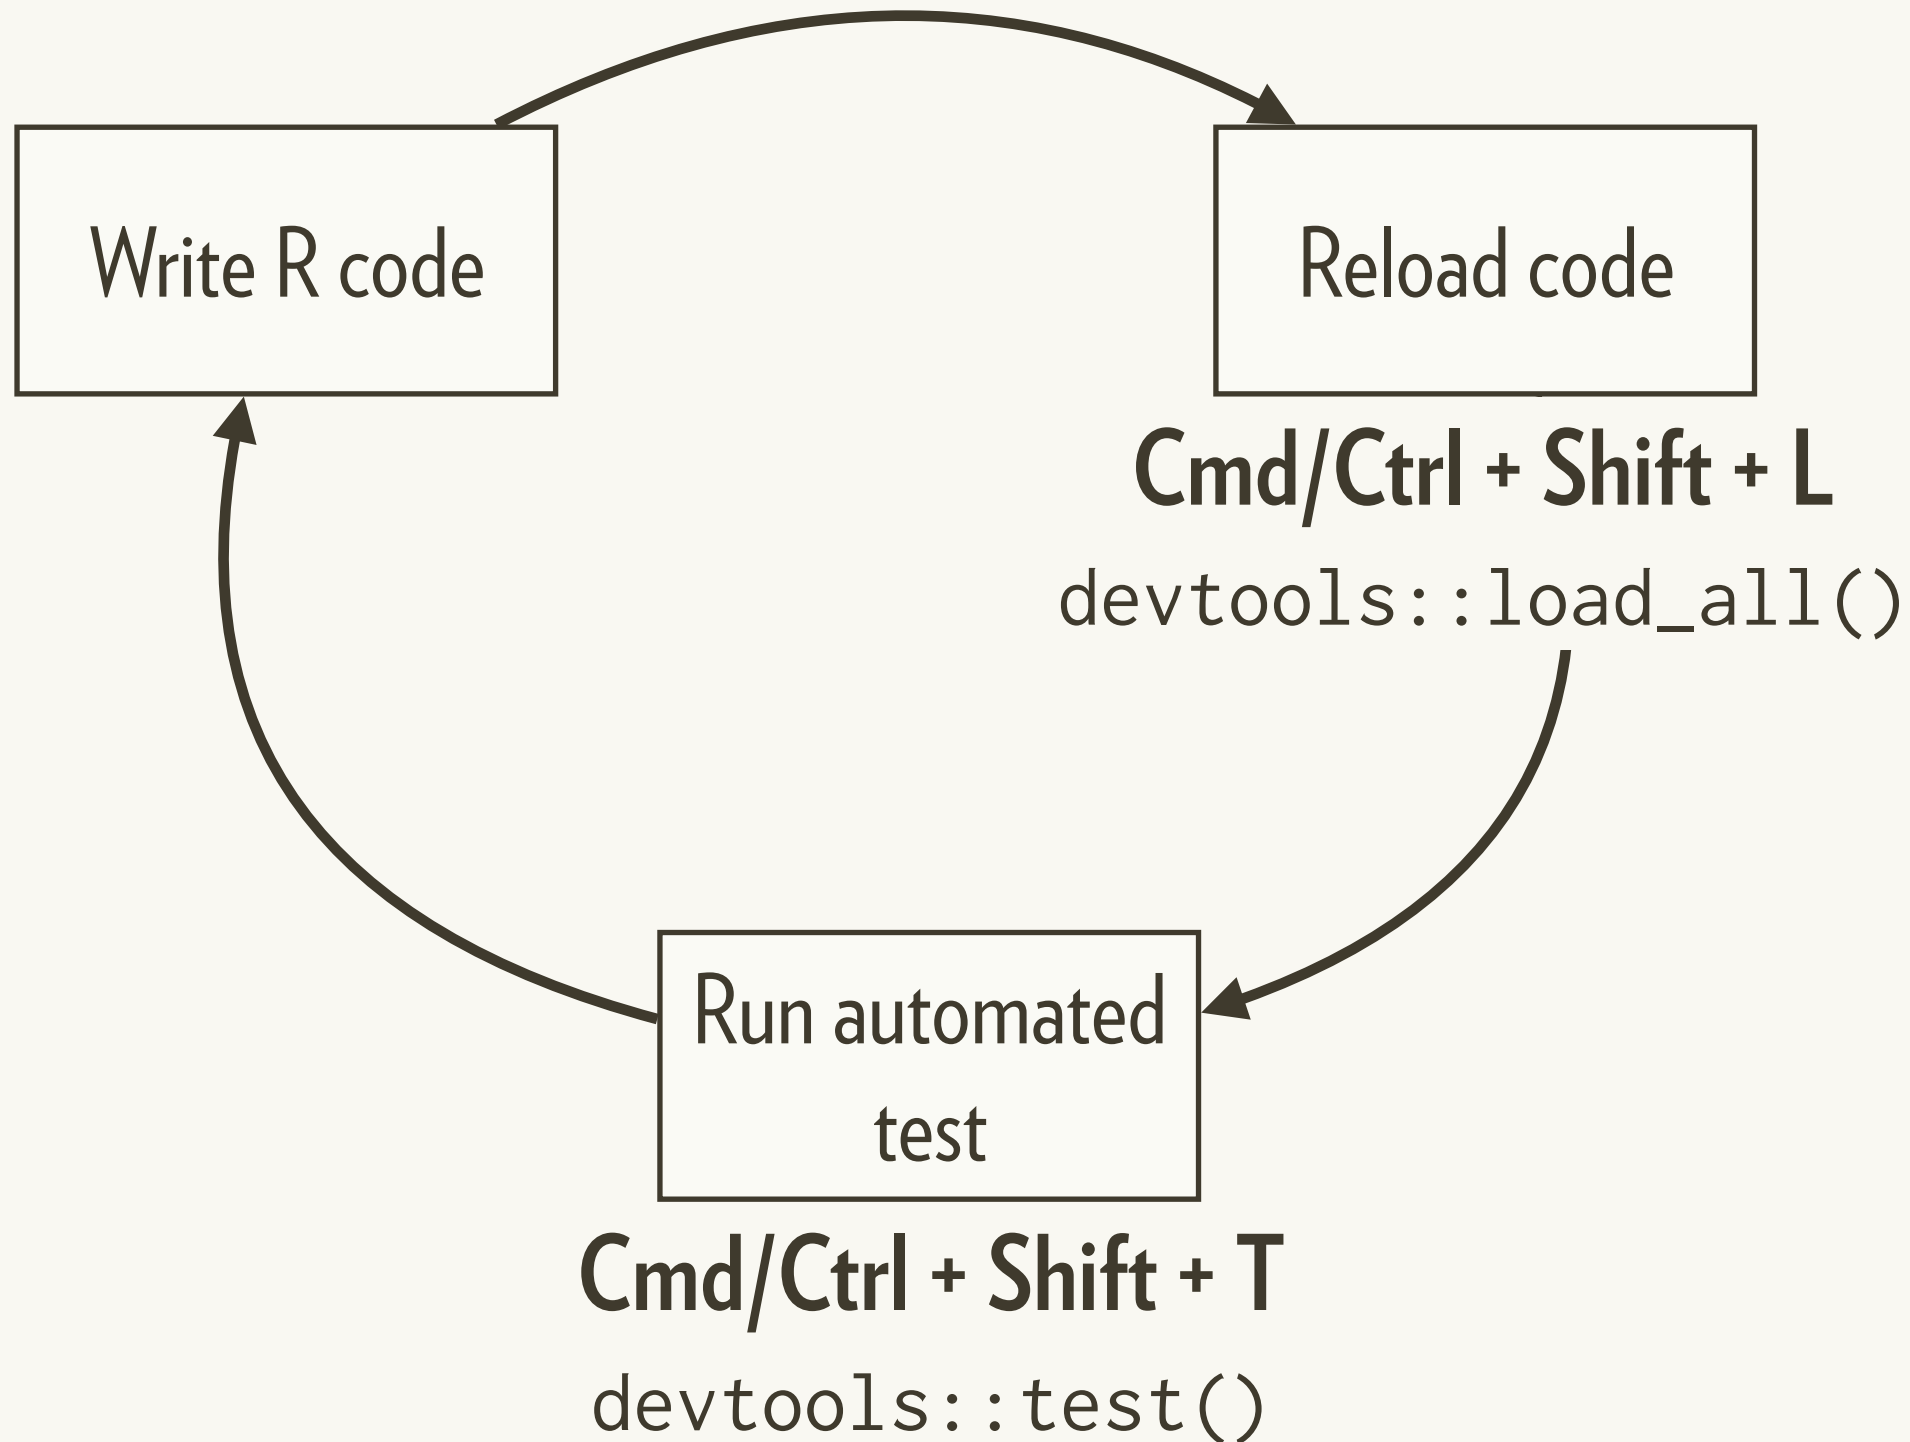 Write R code
Reload code
Cmd/Ctrl + Shift + L
devtools::load_all()
Run automated
test
Cmd/Ctrl + Shift + T
devtools::test()